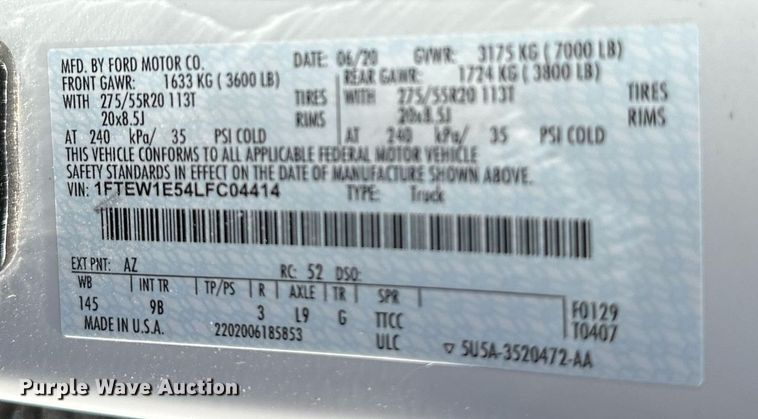 MFD. BY FORD MOTOR CO. DATE: 06/20 GVWR: 3175 KG (7000 LB)
FRONT GAWR: 1633 KG (3600 LB) REAR GAWR: 1724 KG (3800 LB)
WITH 275/55R20 113T TIRES WITH 275/55R20 113T TIRES
20x8.5J RIMS 20x8.5J RIMS
AT 240 kPa/ 35 PSI COLD AT 240 kPa/ 35 PSI COLD
THIS VEHICLE CONFORMS TO ALL APPLICABLE FEDERAL MOTOR VEHICLE
SAFETY STANDARDS IN EFFECT ON THE DATE OF MANUFACTURE SHOWN ABOVE.
VIN: 1FTEW1E54LFC04414 TYPE: Truck
EXT PNT: AZ RC: 52 DSO:
WB INT TR TP/PS R AXLE TR SPR
145 9B 3 L9 G TTCC F0129
MADE IN U.S.A. 2202006185853 ULC T0407
5U5A-3520472-AA
Purple Wave Auction